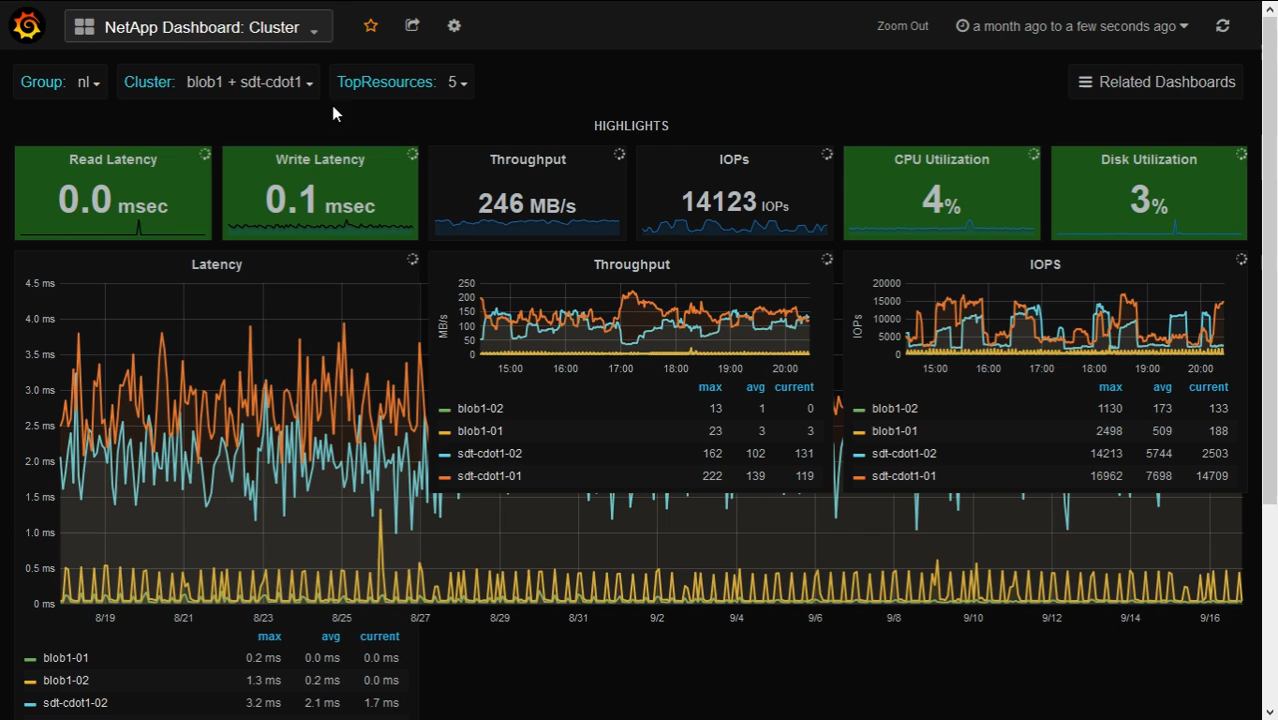 NetApp Dashboard: Cluster
Zoom Out
a month ago to a few seconds ago
Group: nl
Cluster: blob1 + sdt-cdot1
TopResources: 5
Related Dashboards
HIGHLIGHTS
Read Latency
0.0 msec
Write Latency
0.1 msec
Throughput
246 MB/s
IOPs
14123 IOPs
CPU Utilization
4%
Disk Utilization
3%
Latency
4.5 ms
4.0 ms
3.5 ms
3.0 ms
2.5 ms
2.0 ms
1.5 ms
1.0 ms
0.5 ms
0 ms
8/19 8/21 8/23 8/25 8/27 8/29 8/31 9/2 9/4 9/6 9/8 9/10 9/12 9/14 9/16
max avg current
blob1-01 0.2 ms 0.0 ms 0.0 ms
blob1-02 1.3 ms 0.2 ms 0.0 ms
sdt-cdot1-02 3.2 ms 2.1 ms 1.7 ms
Throughput
MB/s
250
200
150
100
50
0
15:00 16:00 17:00 18:00 19:00 20:00
max avg current
blob1-02 13 1 0
blob1-01 23 3 3
sdt-cdot1-02 162 102 131
sdt-cdot1-01 222 139 119
IOPS
IOPs
20000
15000
10000
5000
0
15:00 16:00 17:00 18:00 19:00 20:00
max avg current
blob1-02 1130 173 133
blob1-01 2498 509 188
sdt-cdot1-02 14213 5744 2503
sdt-cdot1-01 16962 7698 14709